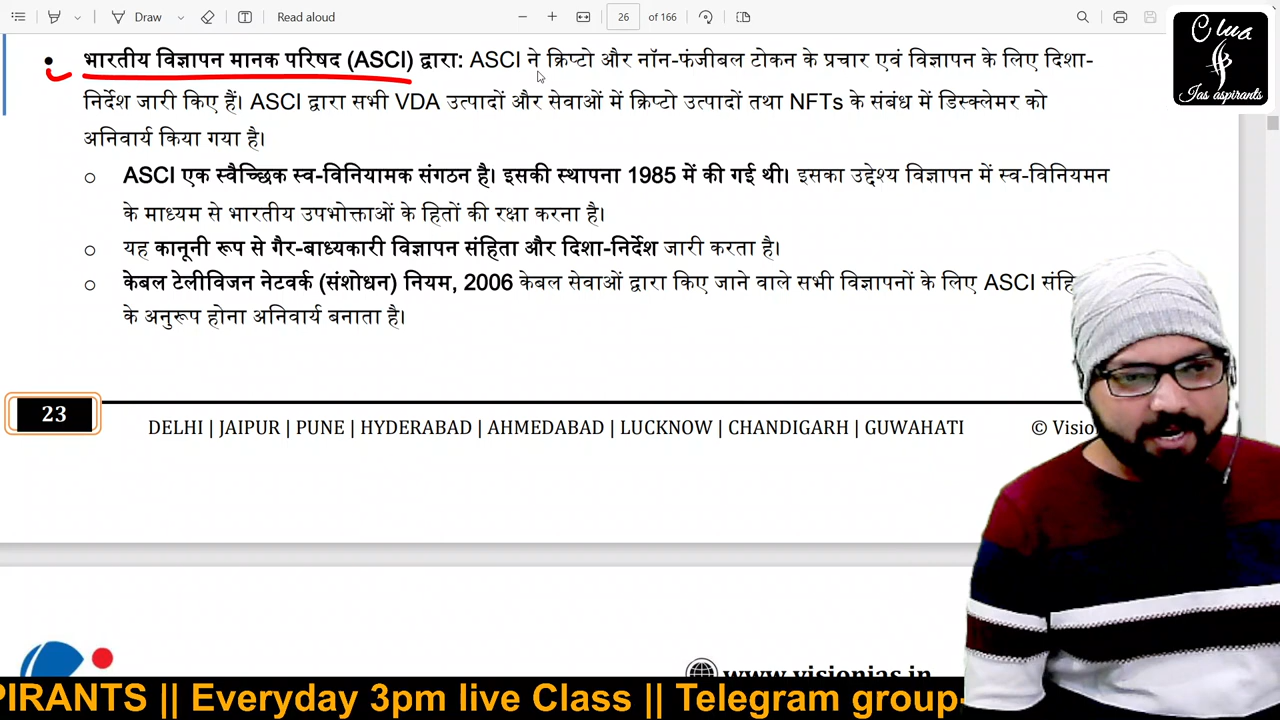 Draw
Read aloud
26
of 166
Clua
Ias aspirants
• भारतीय विज्ञापन मानक परिषद (ASCI) द्वारा: ASCI ने क्रिप्टो और नॉन-फंजीबल टोकन के प्रचार एवं विज्ञापन के लिए दिशा-
निर्देश जारी किए हैं। ASCI द्वारा सभी VDA उत्पादों और सेवाओं में क्रिप्टो उत्पादों तथा NFTs के संबंध में डिस्क्लेमर को
अनिवार्य किया गया है।
o ASCI एक स्वैच्छिक स्व-विनियामक संगठन है। इसकी स्थापना 1985 में की गई थी। इसका उद्देश्य विज्ञापन में स्व-विनियमन
के माध्यम से भारतीय उपभोक्ताओं के हितों की रक्षा करना है।
o यह कानूनी रूप से गैर-बाध्यकारी विज्ञापन संहिता और दिशा-निर्देश जारी करता है।
o केबल टेलीविजन नेटवर्क (संशोधन) नियम, 2006 केबल सेवाओं द्वारा किए जाने वाले सभी विज्ञापनों के लिए ASCI
के अनुरूप होना अनिवार्य बनाता है।
23
DELHI | JAIPUR | PUNE | HYDERABAD | AHMEDABAD | LUCKNOW | CHANDIGARH | GUWAHATI
©
www.visionias.in
PIRANTS || Everyday 3pm live Class || Telegram group-